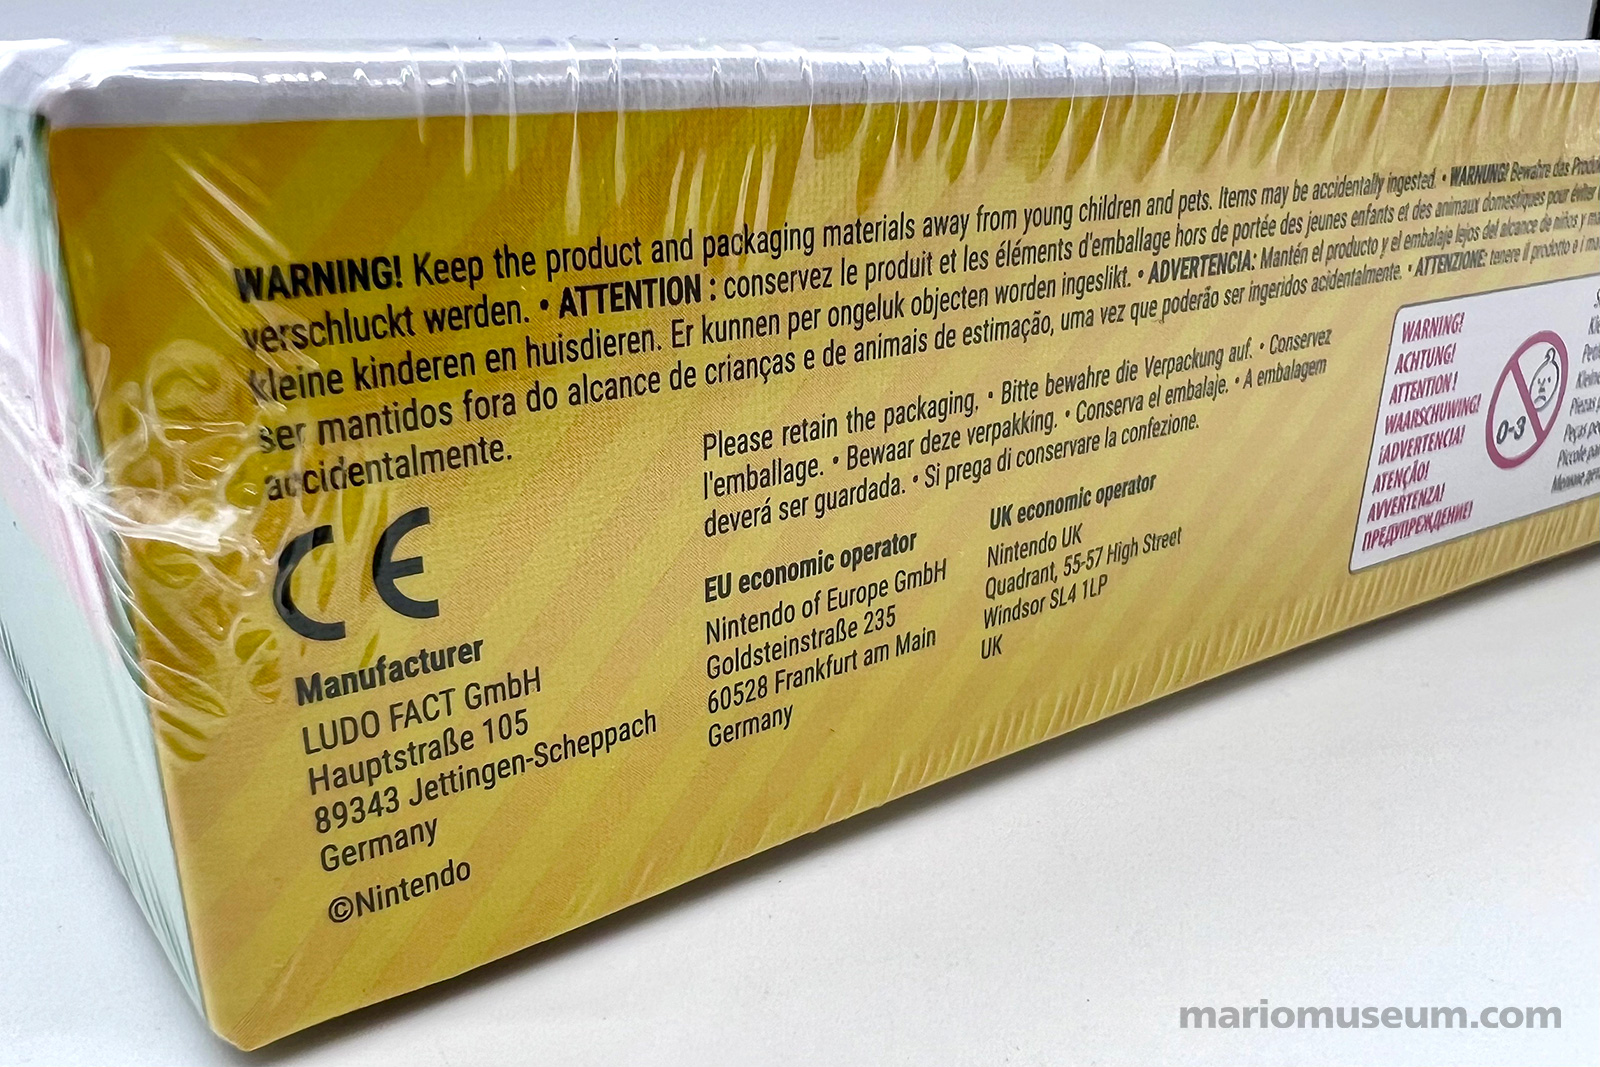 WARNING! Keep the product and packaging materials away from young children and pets. Items may be accidentally ingested. • WARNUNG! Bewahre das
verschluckt werden. • ATTENTION : conservez le produit et les éléments d'emballage hors de portée des jeunes enfants et des animaux domestiques pour éviter
kleine kinderen en huisdieren. Er kunnen per ongeluk objecten worden ingeslikt. • ADVERTENCIA: Mantén el producto y el embalaje lejos del alcance de niños y
ser mantidos fora do alcance de crianças e de animais de estimação, uma vez que poderão ser ingeridos acidentalmente. • ATTENZIONE: tenere il prodotto e i
accidentalmente.
Please retain the packaging. • Bitte bewahre die Verpackung auf. • Conservez
l'emballage. • Bewaar deze verpakking. • Conserva el embalaje. • A embalagem
deverá ser guardada. • Si prega di conservare la confezione.
CE
Manufacturer
LUDO FACT GmbH
Hauptstraße 105
89343 Jettingen-Scheppach
Germany
©Nintendo
EU economic operator
Nintendo of Europe GmbH
Goldsteinstraße 235
60528 Frankfurt am Main
Germany
UK economic operator
Nintendo UK
Quadrant, 55-57 High Street
Windsor SL4 1LP
UK
WARNING!
ACHTUNG!
ATTENTION !
WAARSCHUWING!
¡ADVERTENCIA!
ATENÇÃO!
AVVERTENZA!
ПРЕДУПРЕЖДЕНИЕ!
0-3
mariomuseum.com